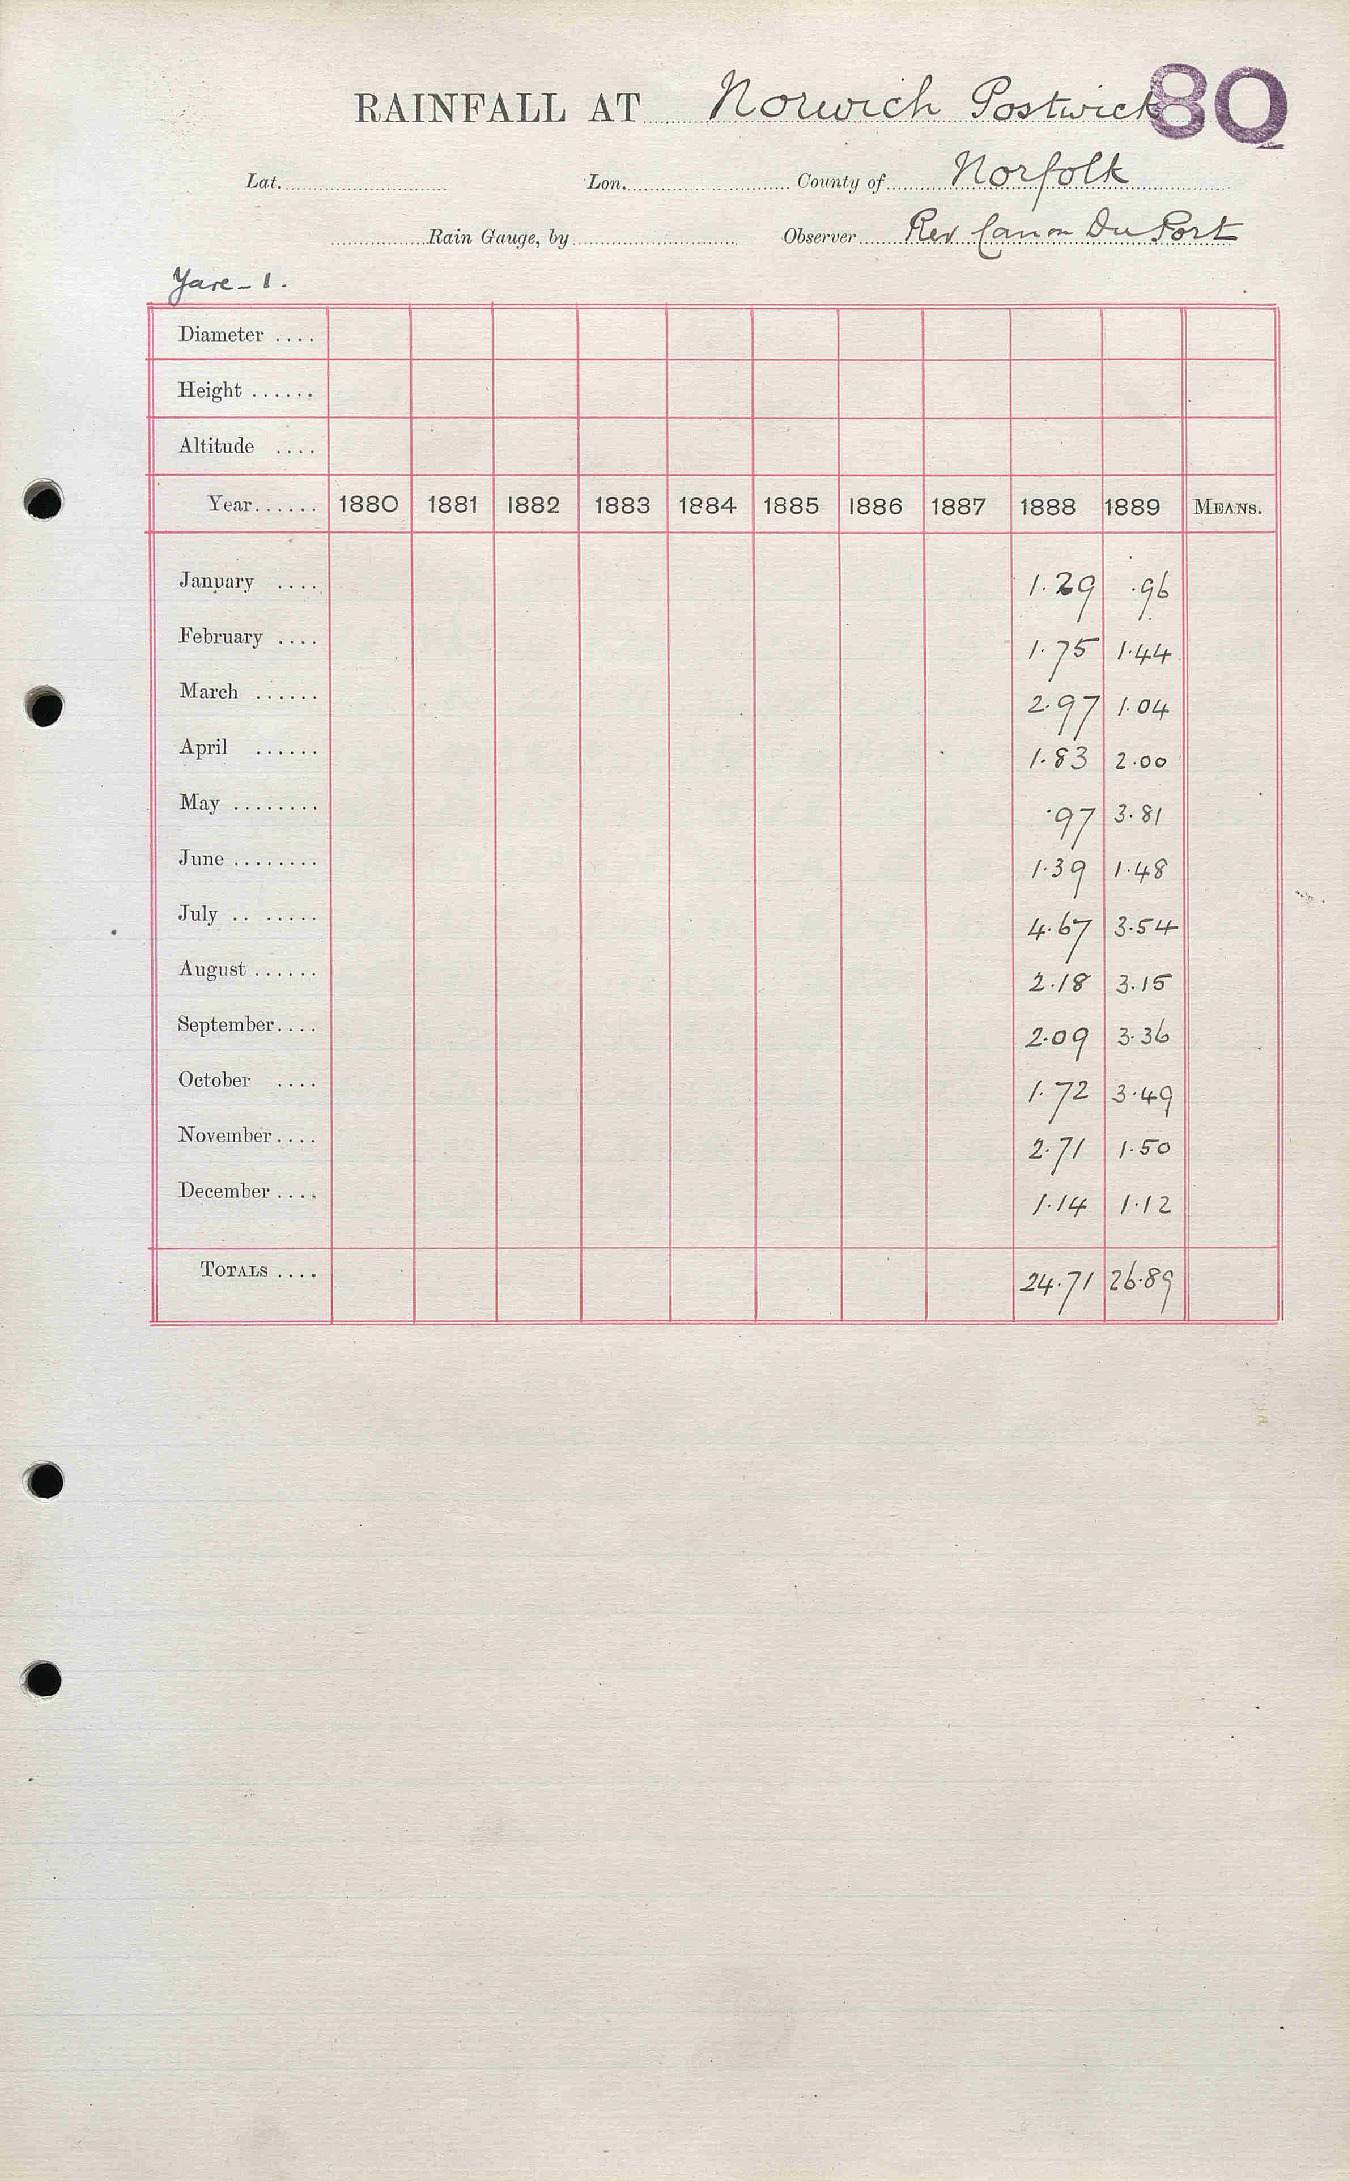 RAINFALL AT Norwich Postwick 80
Lat. Lon. County of Norfolk
Rain Gauge, by Observer Rev Canon Du Port
Yare - 1.
Diameter ....
Height ......
Altitude ....
Year...... 1880 1881 1882 1883 1884 1885 1886 1887 1888 1889 MEANS.
January .... 1.29 .96
February .... 1.75 1.44
March ...... 2.97 1.04
April ...... 1.83 2.00
May ........ .97 3.81
June ........ 1.39 1.48
July .. ..... 4.67 3.54
August ...... 2.18 3.15
September.... 2.09 3.36
October .... 1.72 3.49
November.... 2.71 1.50
December.... 1.14 1.12
TOTALS .... 24.71 26.89